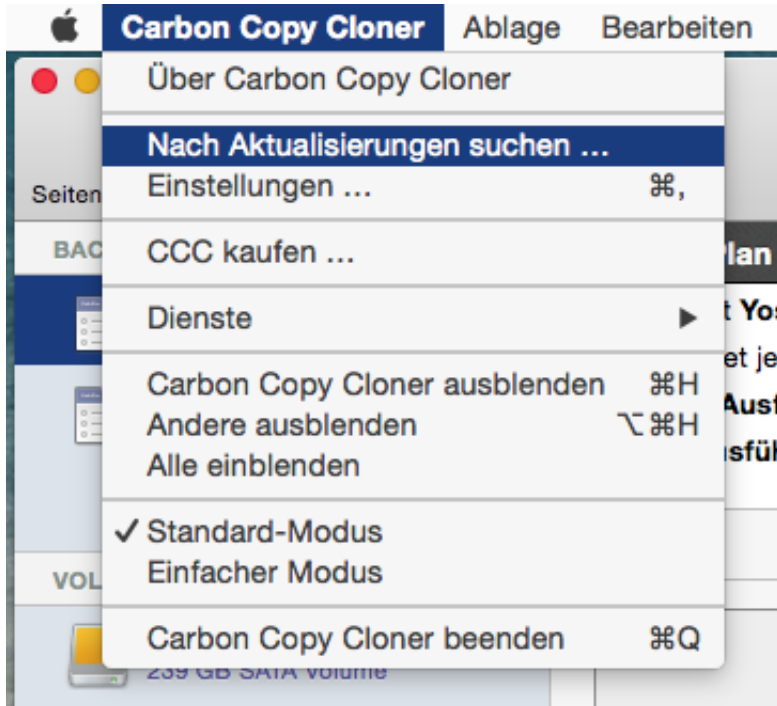 Carbon Copy Cloner Ablage Bearbeiten
Über Carbon Copy Cloner
Nach Aktualisierungen suchen ...
Einstellungen ... ⌘,
CCC kaufen ...
Dienste ▶
Carbon Copy Cloner ausblenden ⌘H
Andere ausblenden ⌥⌘H
Alle einblenden
✓ Standard-Modus
Einfacher Modus
Carbon Copy Cloner beenden ⌘Q
239 GB SATA Volume